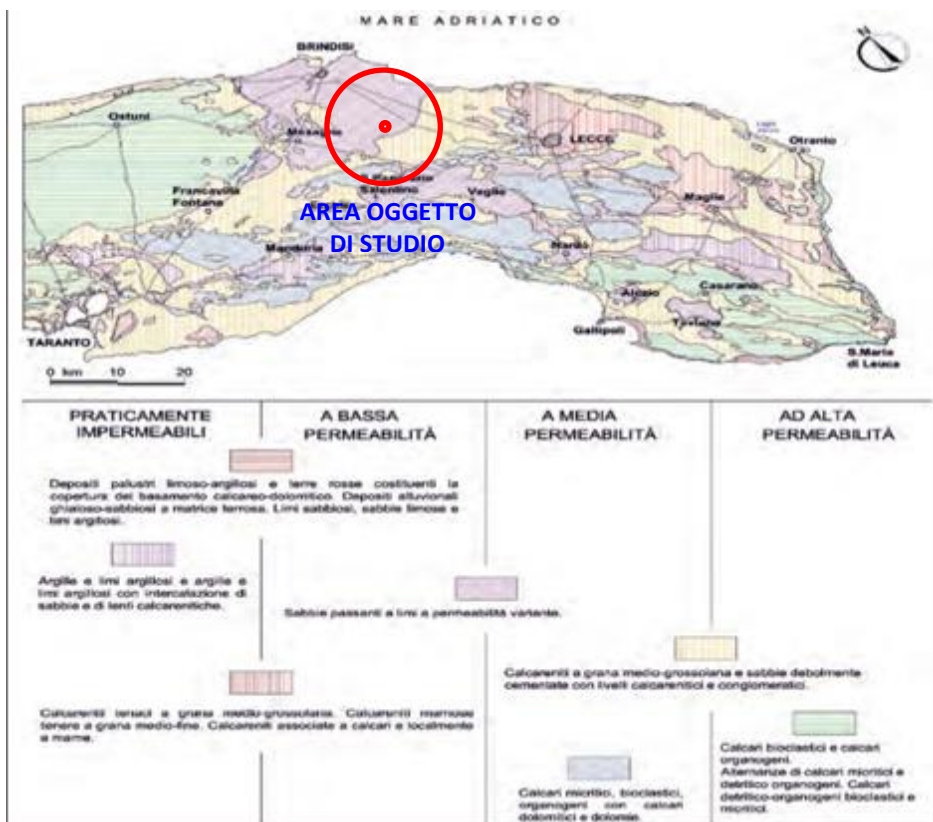 MARE ADRIATICO
BRINDISI
N
Ostuni
Mesagne
LECCE
Otranto
Francavilla
Fontana
Salentino
Veglie
Maglie
AREA OGGETTO
DI STUDIO
Manduria
Nardò
Casarano
Alezio
Taviano
Gallipoli
TARANTO
S.Maria
di Leuca
0 km 10 20
PRATICAMENTE
IMPERMEABILI
A BASSA
PERMEABILITÀ
A MEDIA
PERMEABILITÀ
AD ALTA
PERMEABILITÀ
Depositi palustri limoso-argillosi e terre rosse costituenti la
copertura del basamento calcareo-dolomitico. Depositi alluvionali
ghiaioso-sabbiosi a matrice terrosa. Limi sabbiosi, sabbie limose e
limi argillosi.
Argille e limi argillosi e argille e
limi argillosi con intercalazione di
sabbie e di lenti calcarenitiche.
Sabbie passanti a limi a permeabilità variante.
Calcareniti a grana medio-grossolana e sabbie debolmente
cementate con livelli calcarenitici e conglomeratici.
Calcareniti tenaci a grana medio-grossolana. Calcareniti marnose
tenere a grana medio-fine. Calcareniti associate a calcari e localmente
a marne.
Calcari micritici, bioclastici,
organogeni con calcari
dolomitici e dolomie.
Calcari bioclastici e calcari
organogeni.
Alternanze di calcari micritici e
detritico organogeni. Calcari
detritico-organogeni bioclastici e
micritici.